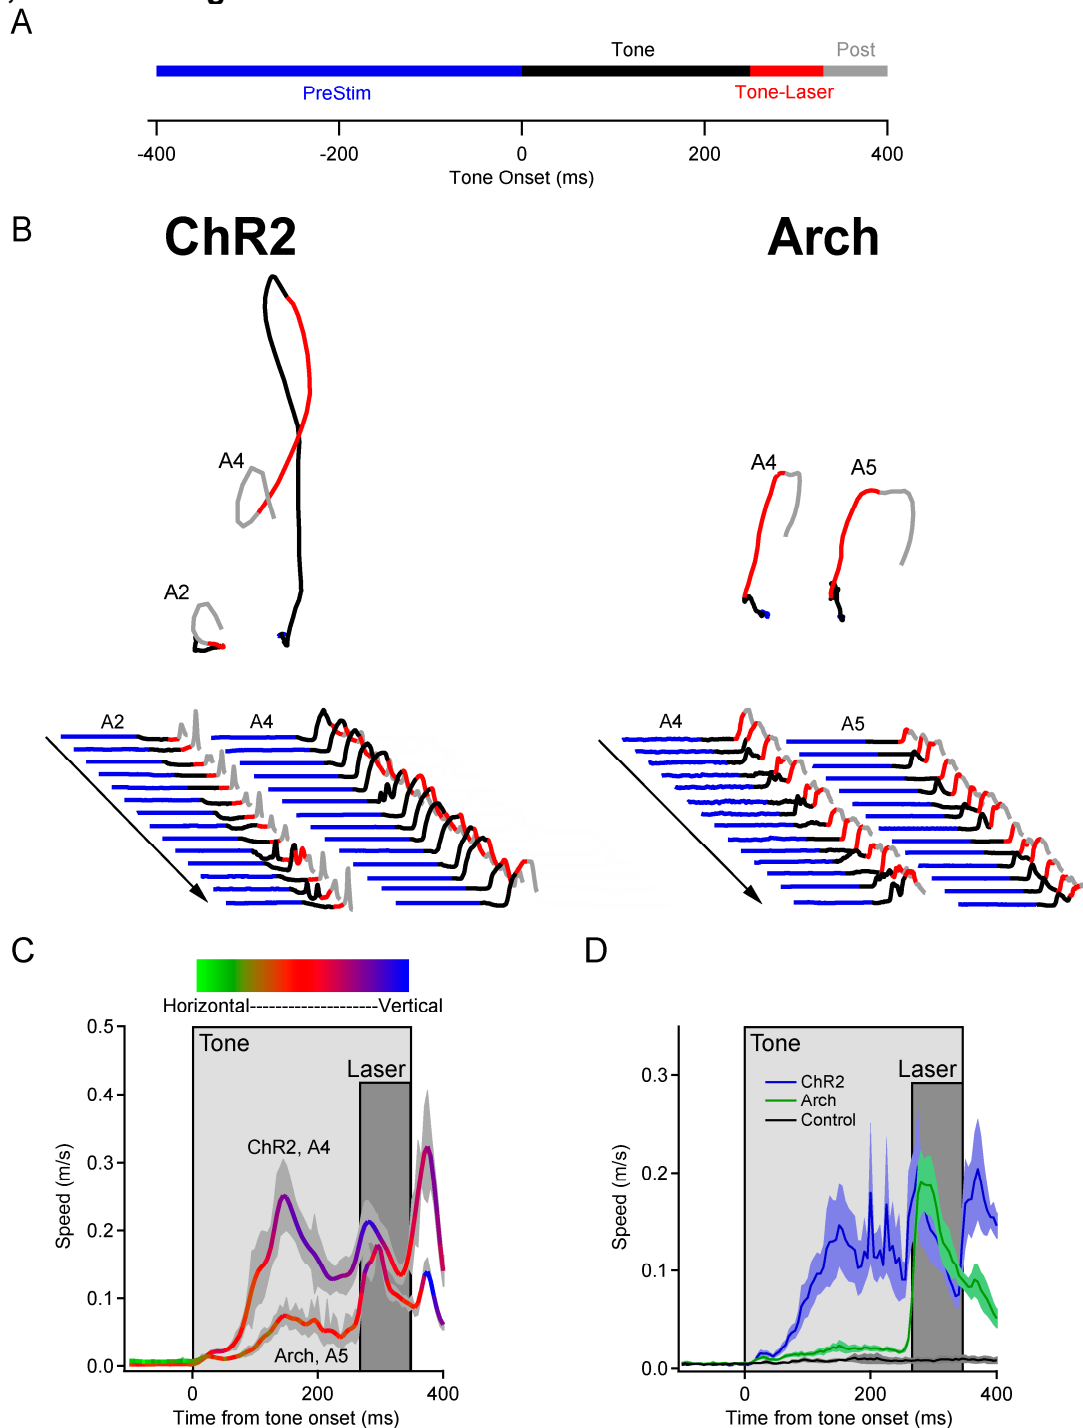 A
Tone
Post
PreStim
Tone-Laser
-400
-200
0
200
400
Tone Onset (ms)
B
ChR2
Arch
A4
A2
A4
A5
A2
A4
A4
A5
C
D
Horizontal---------------------Vertical
0.5
0.4
0.3
0.2
0.1
0.0
Speed (m/s)
Tone
Laser
ChR2, A4
Arch, A5
0
200
400
Time from tone onset (ms)
0.3
0.2
0.1
0.0
Speed (m/s)
Tone
Laser
ChR2
Arch
Control
0
200
400
Time from tone onset (ms)